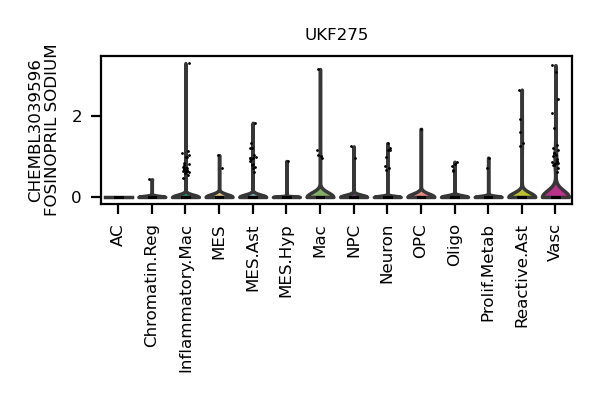 UKF275
CHEMBL3039596
FOSINOPRIL SODIUM
2
0
AC
Chromatin.Reg
Inflammatory.Mac
MES
MES.Ast
MES.Hyp
Mac
NPC
Neuron
OPC
Oligo
Prolif.Metab
Reactive.Ast
Vasc